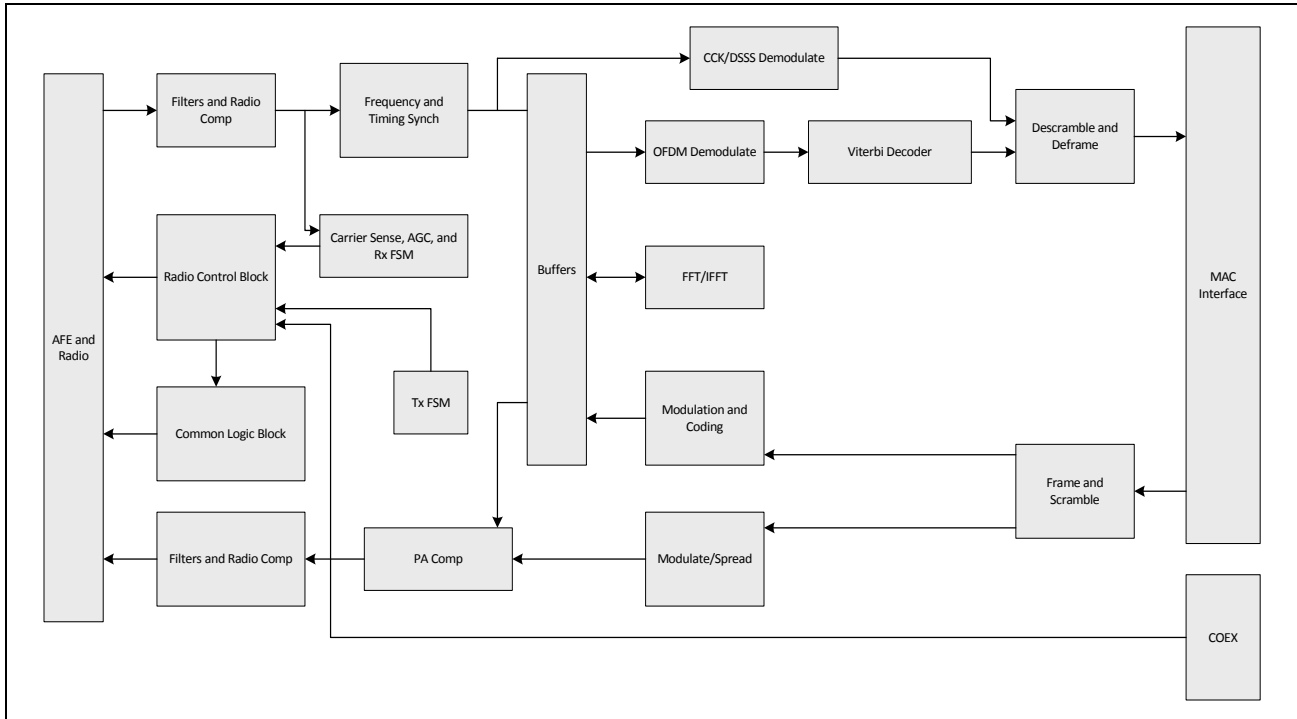 CCK/DSSS Demodulate
Filters and Radio
Comp
Frequency and
Timing Synch
Descramble and
Deframe
OFDM Demodulate
Viterbi Decoder
Carrier Sense, AGC, and
Rx FSM
Radio Control Block
Buffers
FFT/IFFT
MAC
Interface
AFE and
Radio
Tx FSM
Modulation and
Coding
Common Logic Block
Frame and
Scramble
Filters and Radio Comp
PA Comp
Modulate/Spread
COEX